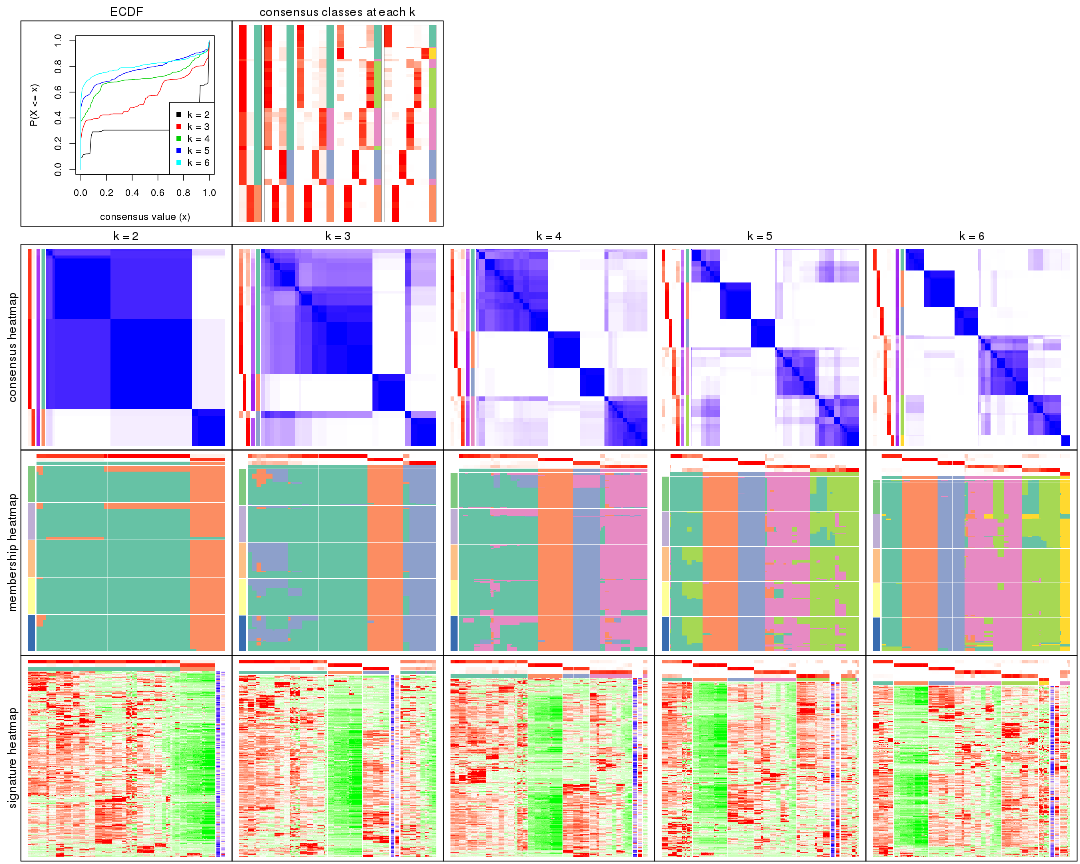 ECDF
consensus classes at each k
P(X <= x)
0.0 0.2 0.4 0.6 0.8 1.0
k = 2
k = 3
k = 4
k = 5
k = 6
0.0 0.2 0.4 0.6 0.8 1.0
consensus value (x)
k = 2
k = 3
k = 4
k = 5
k = 6
consensus heatmap
membership heatmap
signature heatmap